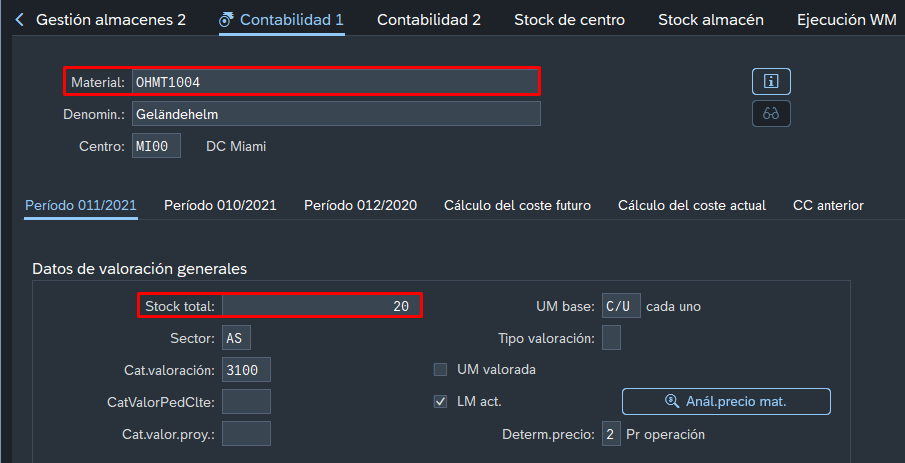 Gestión almacenes 2 Contabilidad 1 Contabilidad 2 Stock de centro Stock almacén Ejecución WM
Material: OHMT1004
Denomin.: Geländehelm
Centro: MI00 DC Miami
Período 011/2021 Período 010/2021 Período 012/2020 Cálculo del coste futuro Cálculo del coste actual CC anterior
Datos de valoración generales
Stock total: 20 UM base: C/U cada uno
Sector: AS Tipo valoración:
Cat.valoración: 3100 UM valorada
CatValorPedClte: LM act. Anál.precio mat.
Cat.valor.proy.: Determ.precio: 2 Pr operación